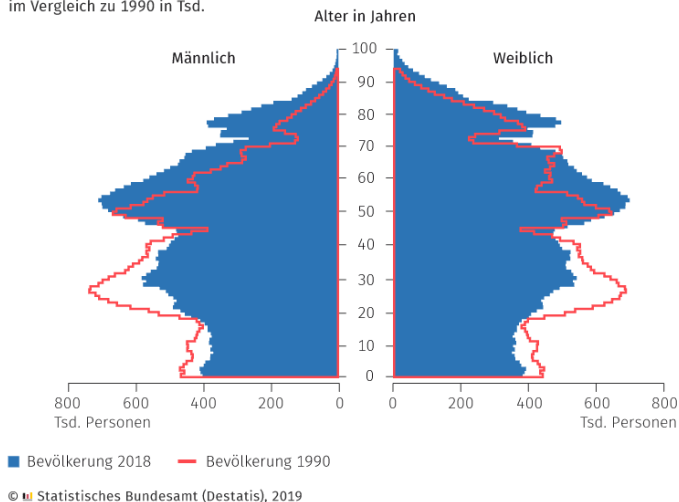 im Vergleich zu 1990 in Tsd.
Alter in Jahren
Männlich
Weiblich
100
90
80
70
60
50
40
30
20
10
0
800 600 400 200 0
0 200 400 600 800
Tsd. Personen
Tsd. Personen
Bevölkerung 2018
Bevölkerung 1990
© Statistisches Bundesamt (Destatis), 2019